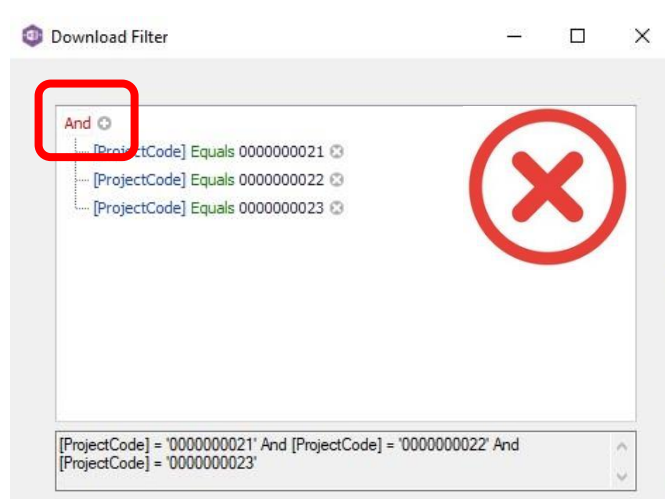 Download Filter
And
[ProjectCode] Equals 0000000021
[ProjectCode] Equals 0000000022
[ProjectCode] Equals 0000000023
[ProjectCode] = '0000000021' And [ProjectCode] = '0000000022' And
[ProjectCode] = '0000000023'